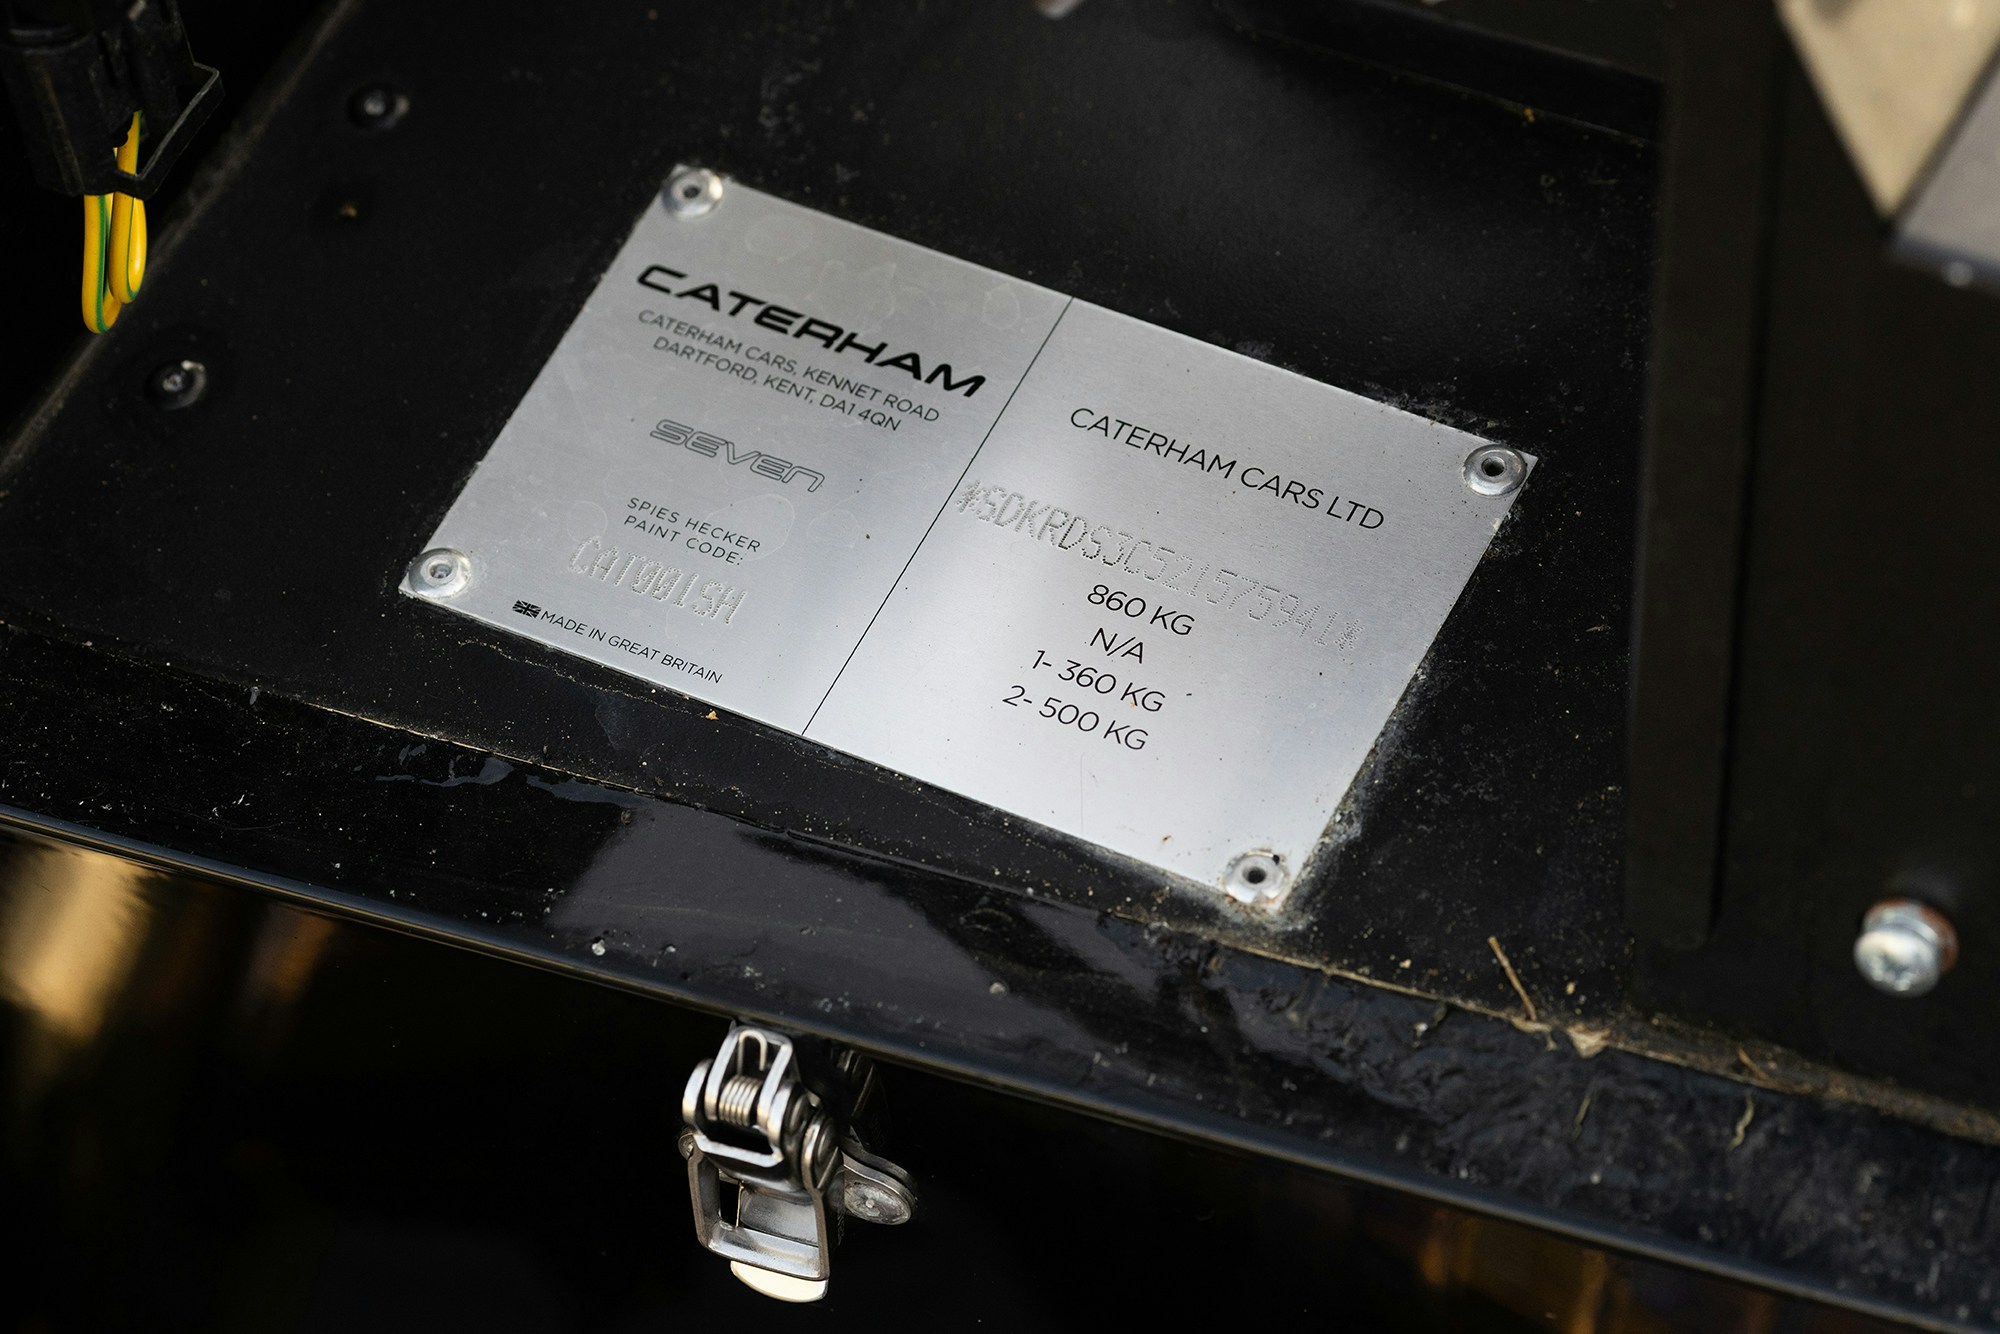 CATERHAM
CATERHAM CARS, KENNET ROAD
DARTFORD, KENT, DA1 4QN
SEVEN
SPIES HECKER
PAINT CODE:
CAT001SH
MADE IN GREAT BRITAIN
CATERHAM CARS LTD
*SDKRDS3C521575941*
860 KG
N/A
1- 360 KG
2- 500 KG